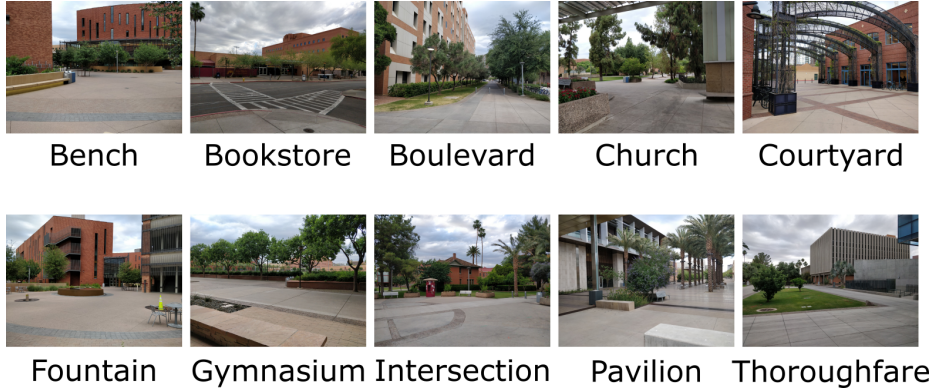 Bench Bookstore Boulevard Church Courtyard
Fountain Gymnasium Intersection Pavilion Thoroughfare